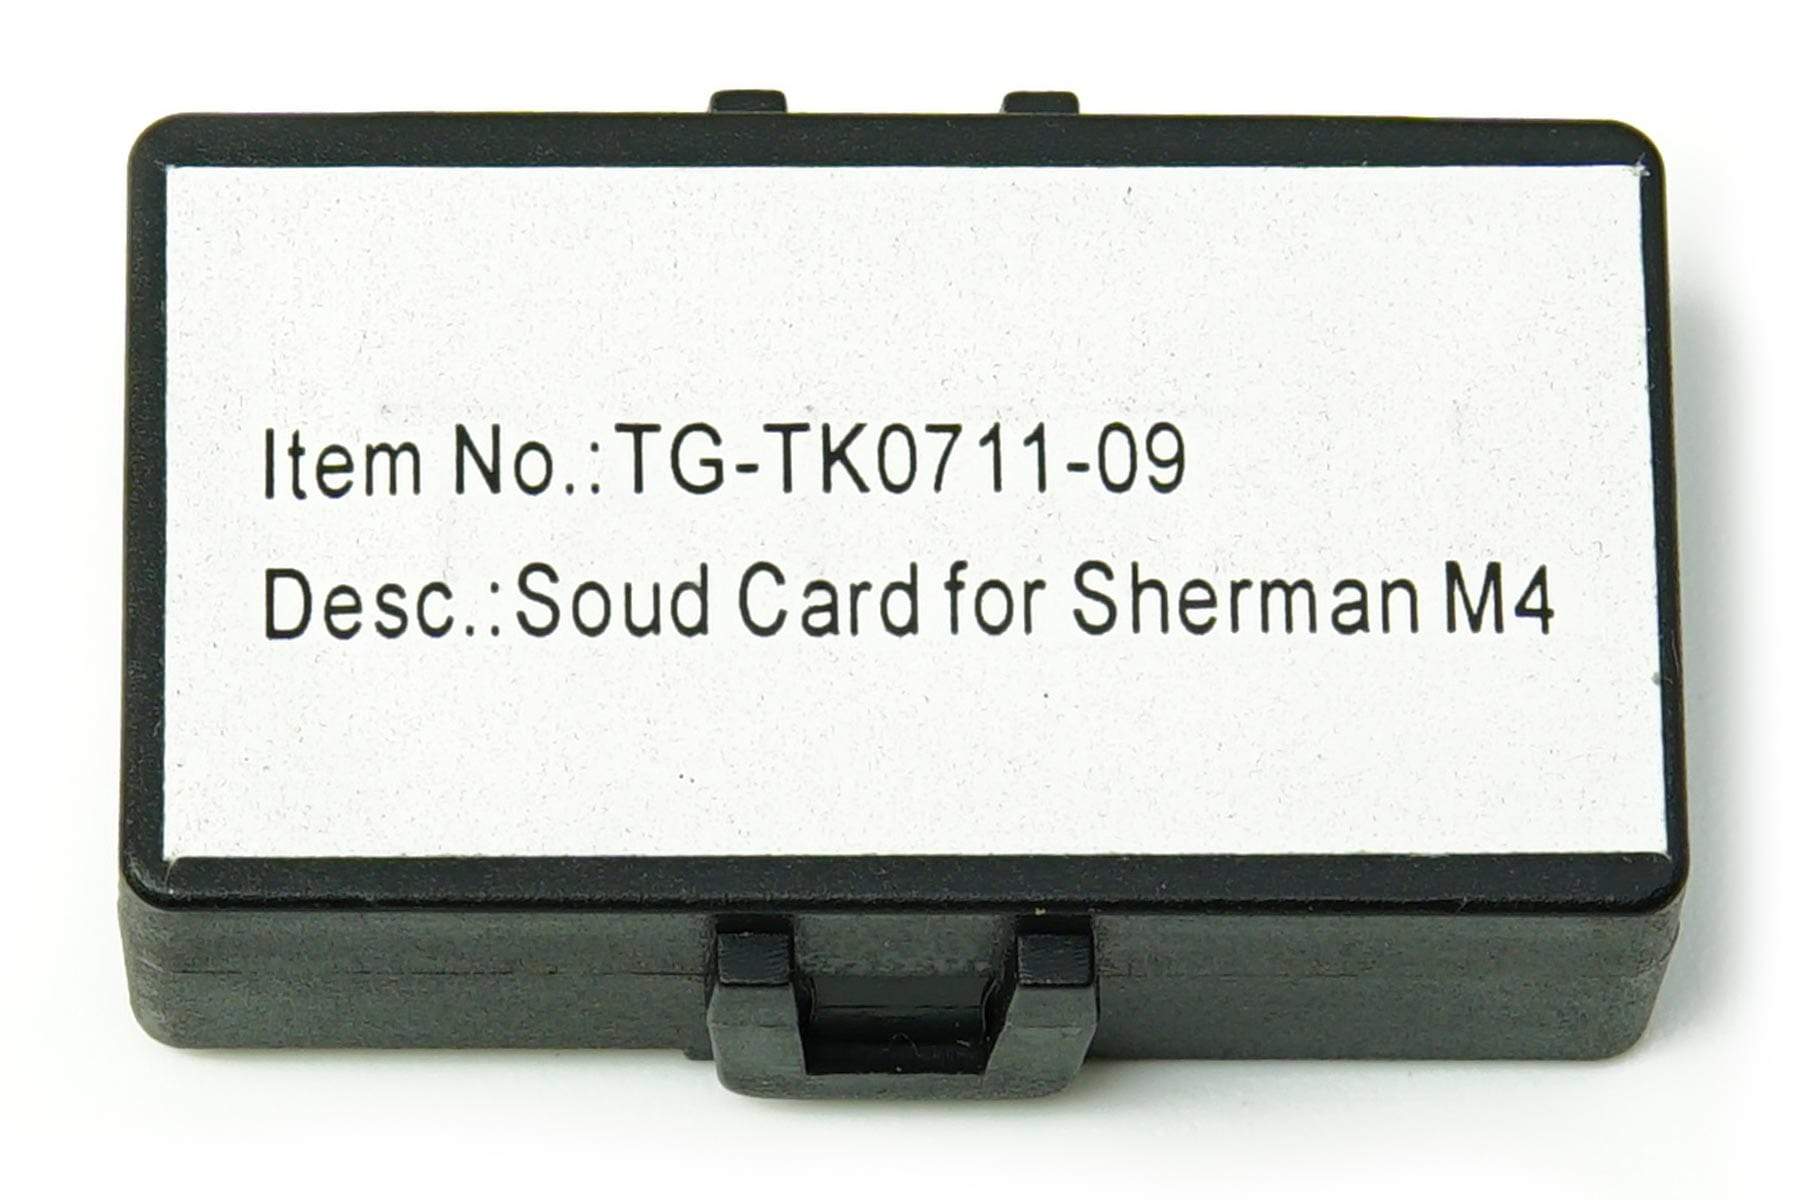 Item No.:TG-TK0711-09
Desc.:Soud Card for Sherman M4